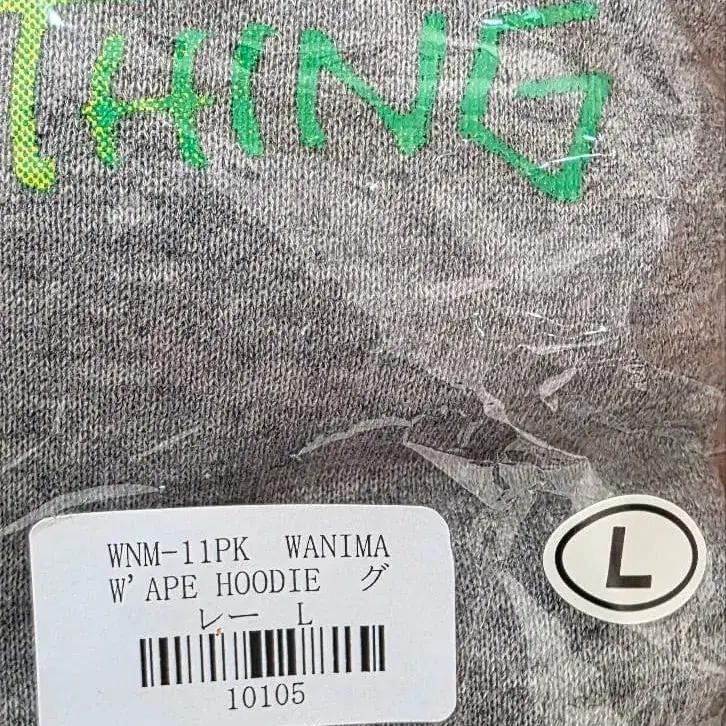 THING
WNM-11PK WANIMA
W'APE HOODIE グ
レー L
10105
L